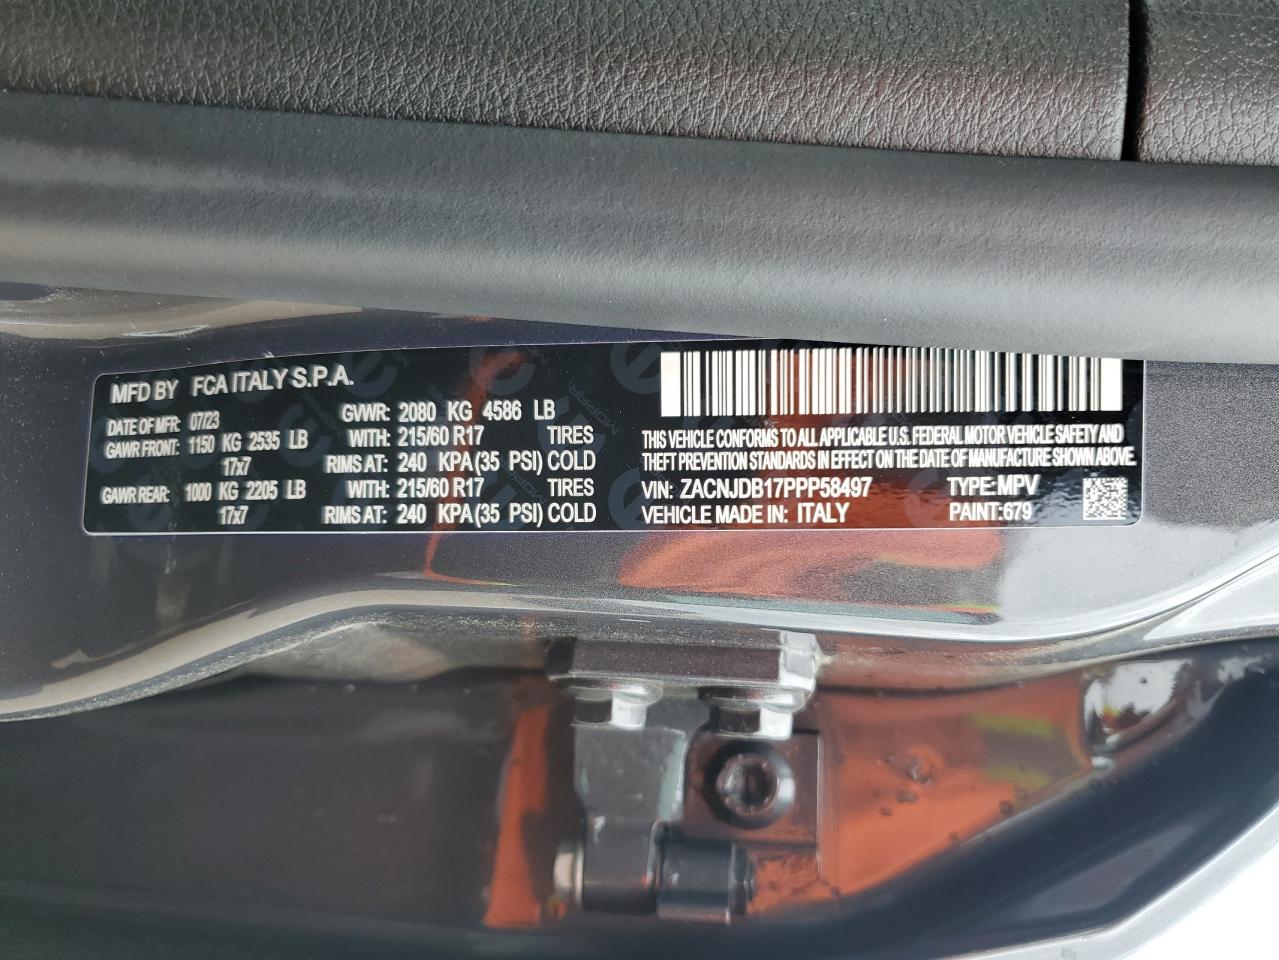 MFD BY FCA ITALY S.P.A.
DATE OF MFR: 07/23 GVWR: 2080 KG 4586 LB
GAWR FRONT: 1150 KG 2535 LB WITH: 215/60 R17 TIRES
17x7 RIMS AT: 240 KPA(35 PSI) COLD
GAWR REAR: 1000 KG 2205 LB WITH: 215/60 R17 TIRES
17x7 RIMS AT: 240 KPA(35 PSI) COLD
THIS VEHICLE CONFORMS TO ALL APPLICABLE U.S. FEDERAL MOTOR VEHICLE SAFETY AND
THEFT PREVENTION STANDARDS IN EFFECT ON THE DATE OF MANUFACTURE SHOWN ABOVE.
VIN: ZACNJDB17PPP58497 TYPE:MPV
VEHICLE MADE IN: ITALY PAINT:679